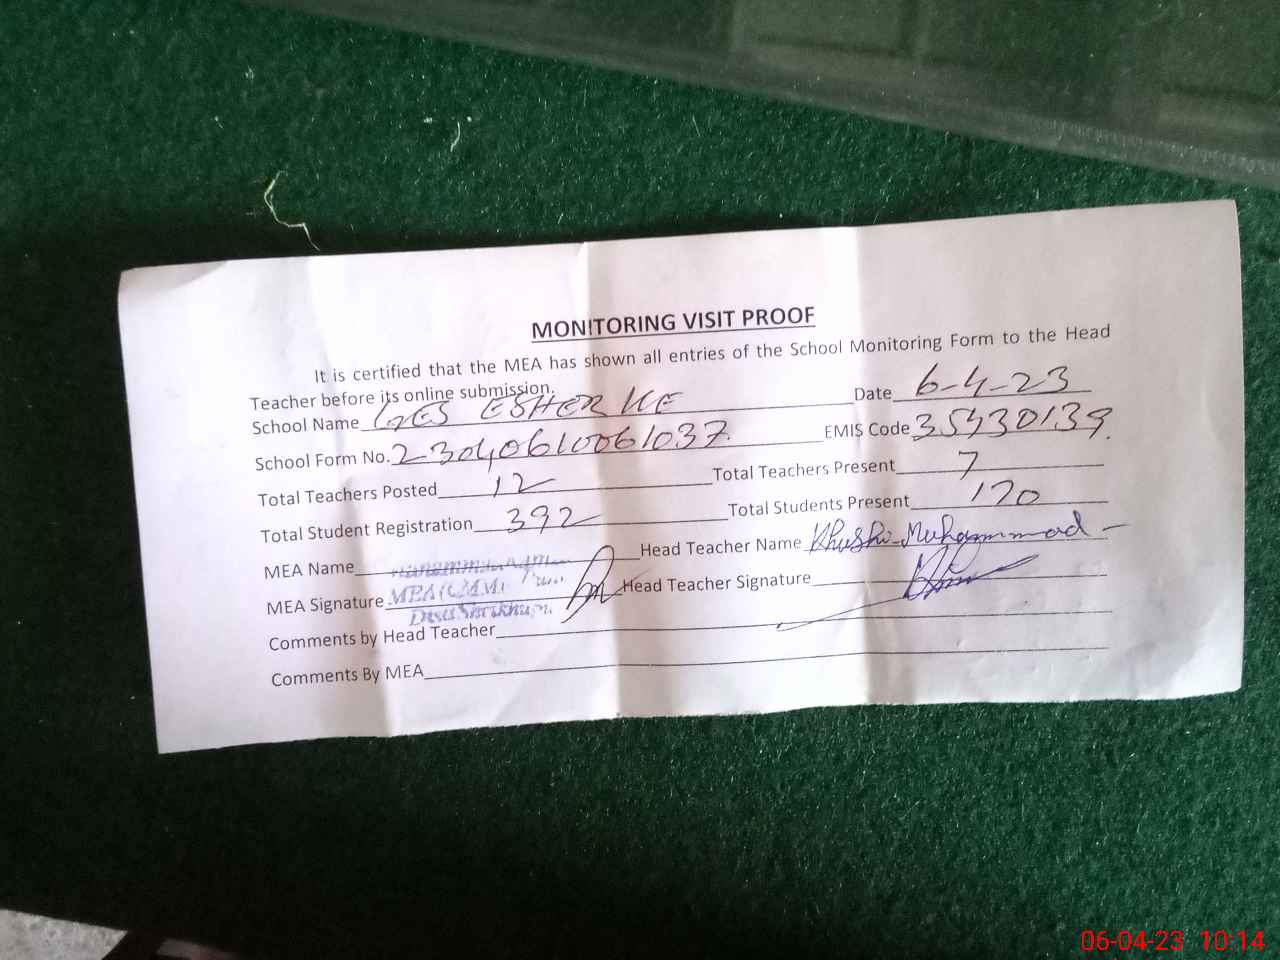 MONITORING VISIT PROOF
It is certified that the MEA has shown all entries of the School Monitoring Form to the Head
Teacher before its online submission.
School Name GES ESHER KE Date 6-4-23
School Form No. 23040610061037 EMIS Code 35430139
Total Teachers Posted 12 Total Teachers Present 7
Total Student Registration 392 Total Students Present 170
MEA Name Head Teacher Name Khushi Muhammad
MEA Signature Head Teacher Signature
Comments by Head Teacher
Comments By MEA
06-04-23 10:14